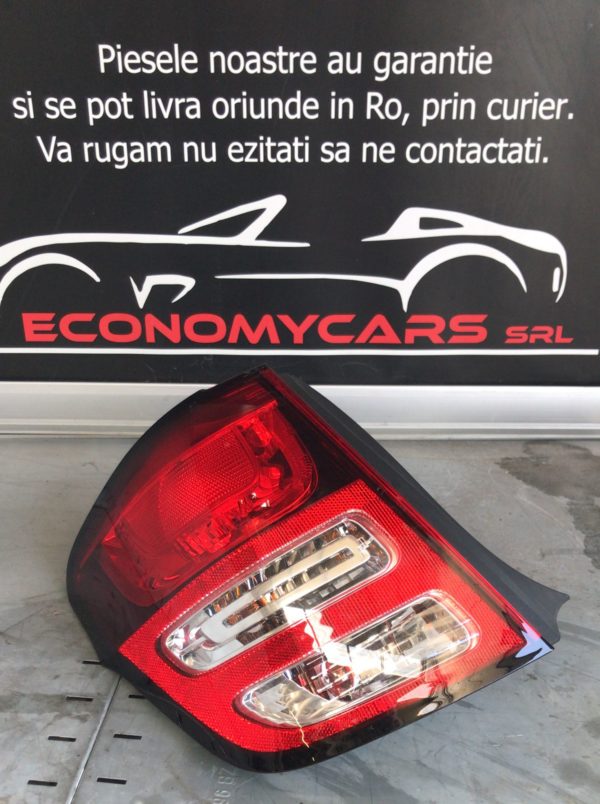 Piesele noastre au garantie
si se pot livra oriunde in Ro, prin curier.
Va rugam nu ezitati sa ne contactati.
ECONOMYCARS SRL